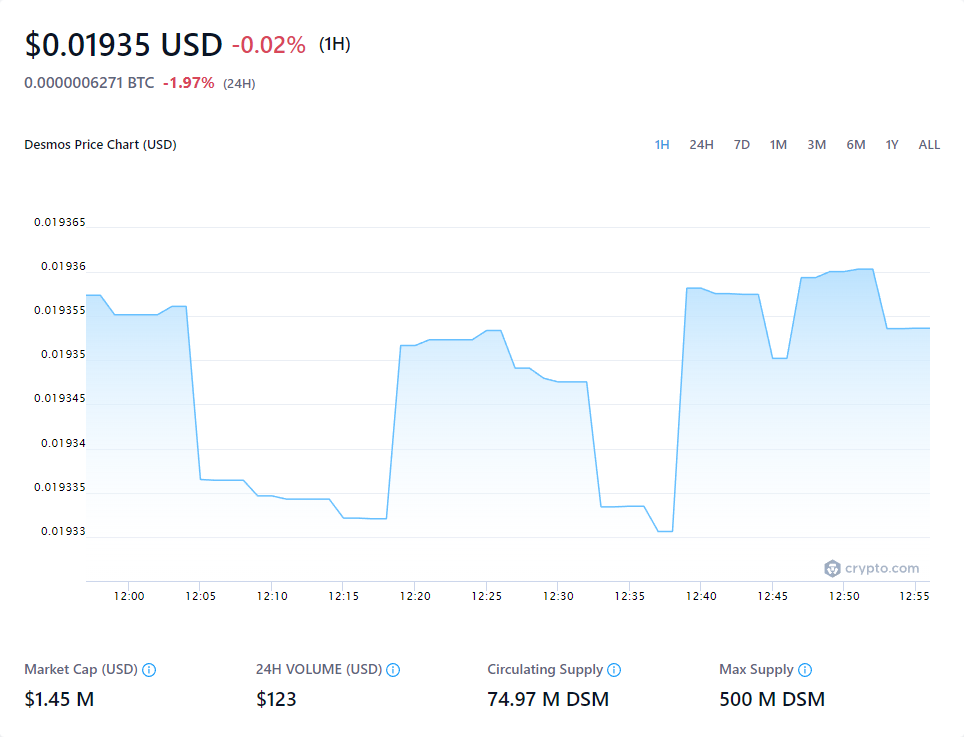 $0.01935 USD -0.02% (1H)
0.0000006271 BTC -1.97% (24H)
Desmos Price Chart (USD) 1H 24H 7D 1M 3M 6M 1Y ALL
0.019365
0.01936
0.019355
0.01935
0.019345
0.01934
0.019335
0.01933
crypto.com
12:00 12:05 12:10 12:15 12:20 12:25 12:30 12:35 12:40 12:45 12:50 12:55
Market Cap (USD) 24H VOLUME (USD) Circulating Supply Max Supply
$1.45 M $123 74.97 M DSM 500 M DSM